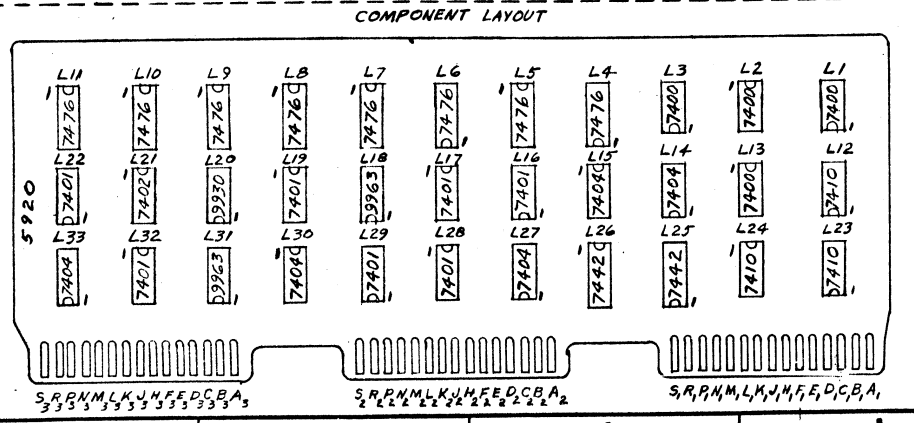 COMPONENT LAYOUT
L11 L10 L9 L8 L7 L6 L5 L4 L3 L2 L1
1 7476 1 7476 1 7476 1 7476 1 7476 7476 1 1 7476 7476 1 7400 1 1 7400 7400 1
L22 L21 L20 L19 L18 L17 L16 L15 L14 L13 L12
7401 1 1 7402 9930 1 1 7401 9963 1 1 7401 7401 1 1 7404 7404 1 1 7400 7410 1
5920
L33 L32 L31 L30 L29 L28 L27 L26 L25 L24 L23
7404 1 1 7401 9963 1 1 7404 7401 1 1 7401 7404 1 1 7442 7442 1 1 7410 7410 1
S3 R3 P3 N3 M3 L3 K3 J3 H3 F3 E3 D3 C3 B3 A3 S2 R2 P2 N2 M2 L2 K2 J2 H2 F2 E2 D2 C2 B2 A2 S1 R1 P1 N1 M1 L1 K1 J1 H1 F1 E1 D1 C1 B1 A1